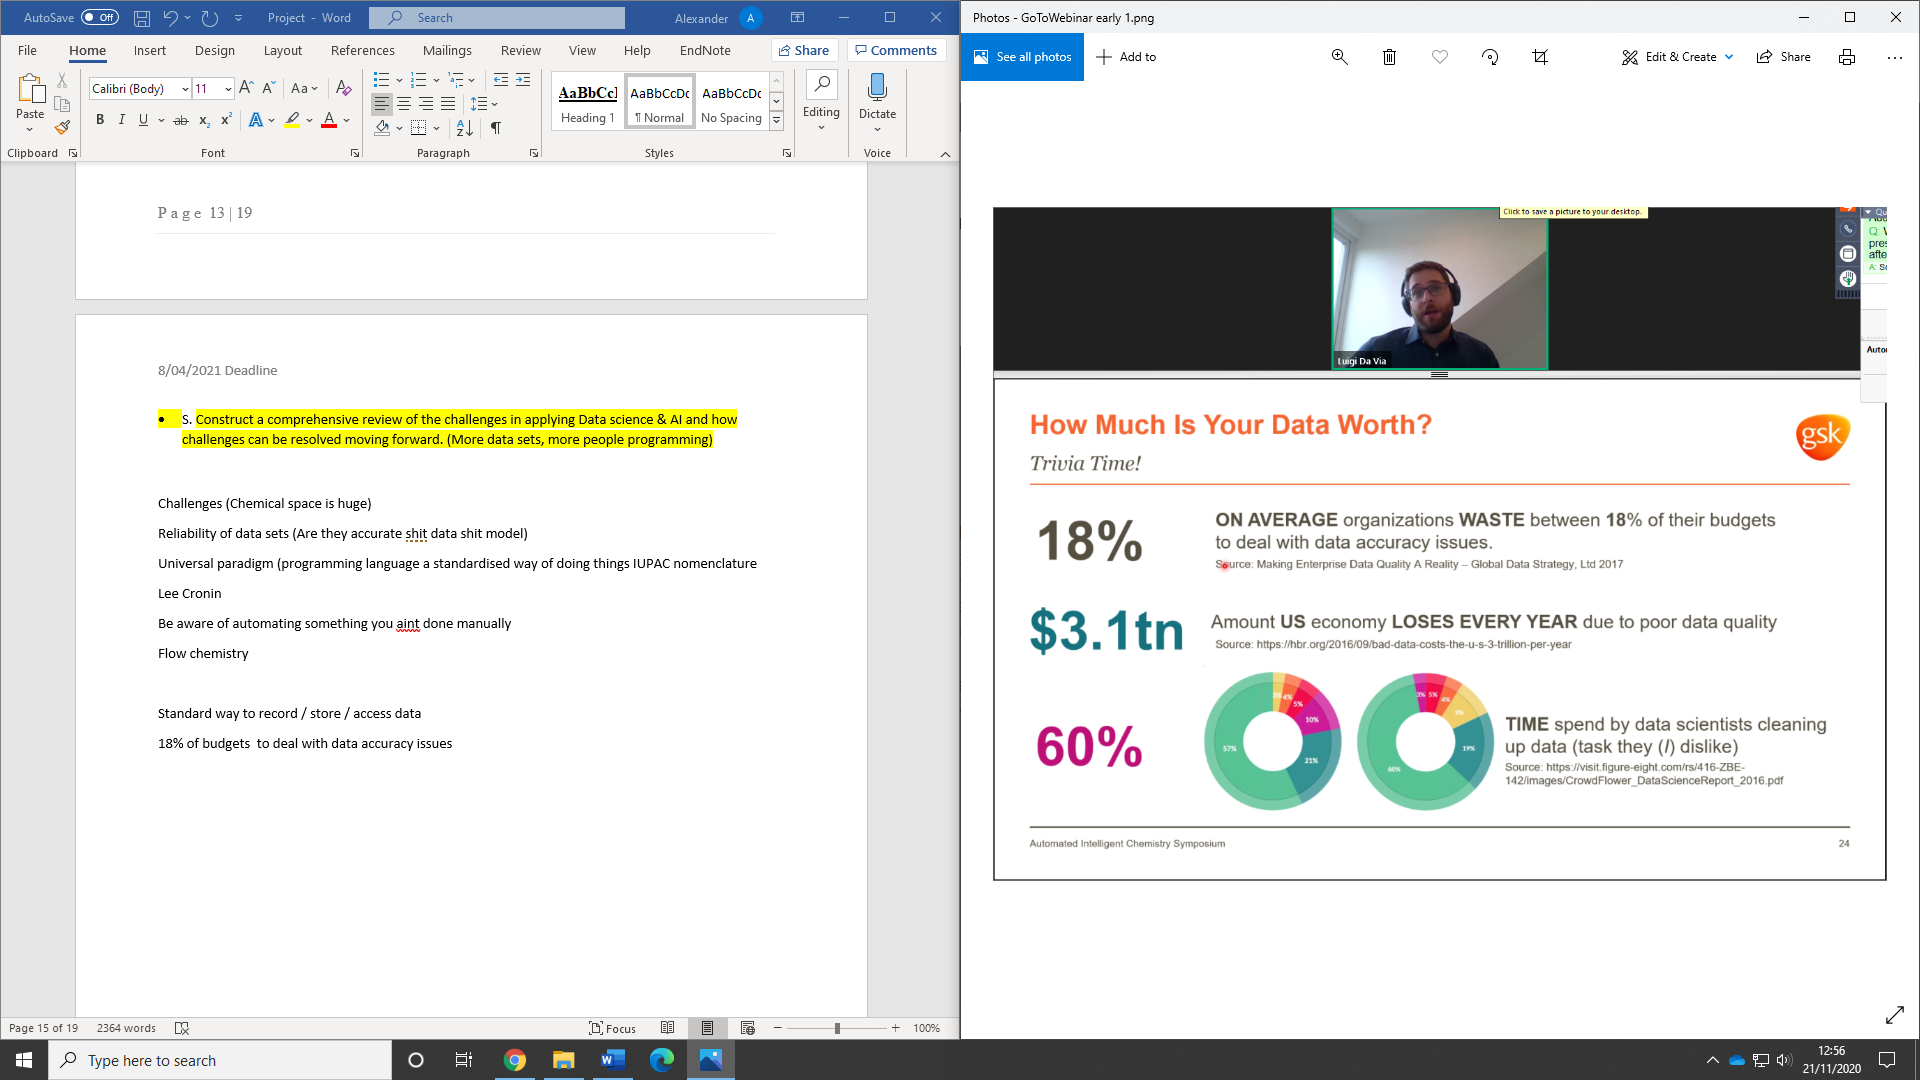 AutoSave Off
Project - Word
Search
Alexander A
File Home Insert Design Layout References Mailings Review View Help EndNote
Share Comments
Calibri (Body) 11
Paste
Clipboard
Font
Paragraph
AaBbCcI AaBbCcDc AaBbCcDc
Heading 1 ¶ Normal No Spacing
Styles
Editing
Dictate
Voice
Page 13 | 19
8/04/2021 Deadline
• S. Construct a comprehensive review of the challenges in applying Data science & AI and how
challenges can be resolved moving forward. (More data sets, more people programming)
Challenges (Chemical space is huge)
Reliability of data sets (Are they accurate shit data shit model)
Universal paradigm (programming language a standardised way of doing things IUPAC nomenclature
Lee Cronin
Be aware of automating something you aint done manually
Flow chemistry
Standard way to record / store / access data
18% of budgets  to deal with data accuracy issues
Page 15 of 19 2364 words
Focus
100%
Photos - GoToWebinar early 1.png
See all photos
Add to
Edit & Create
Share
Click to save a picture to your desktop.
Luigi Da Via
How Much Is Your Data Worth?
gsk
Trivia Time!
18%
ON AVERAGE organizations WASTE between 18% of their budgets
to deal with data accuracy issues.
Source: Making Enterprise Data Quality A Reality – Global Data Strategy, Ltd 2017
$3.1tn
Amount US economy LOSES EVERY YEAR due to poor data quality
Source: https://hbr.org/2016/09/bad-data-costs-the-u-s-3-trillion-per-year
60%
4% 5% 10% 21% 57%
3% 5% 4% 9% 19% 60%
TIME spend by data scientists cleaning
up data (task they (I) dislike)
Source: https://visit.figure-eight.com/rs/416-ZBE-
142/images/CrowdFlower_DataScienceReport_2016.pdf
Automated Intelligent Chemistry Symposium
24
Type here to search
12:56
21/11/2020